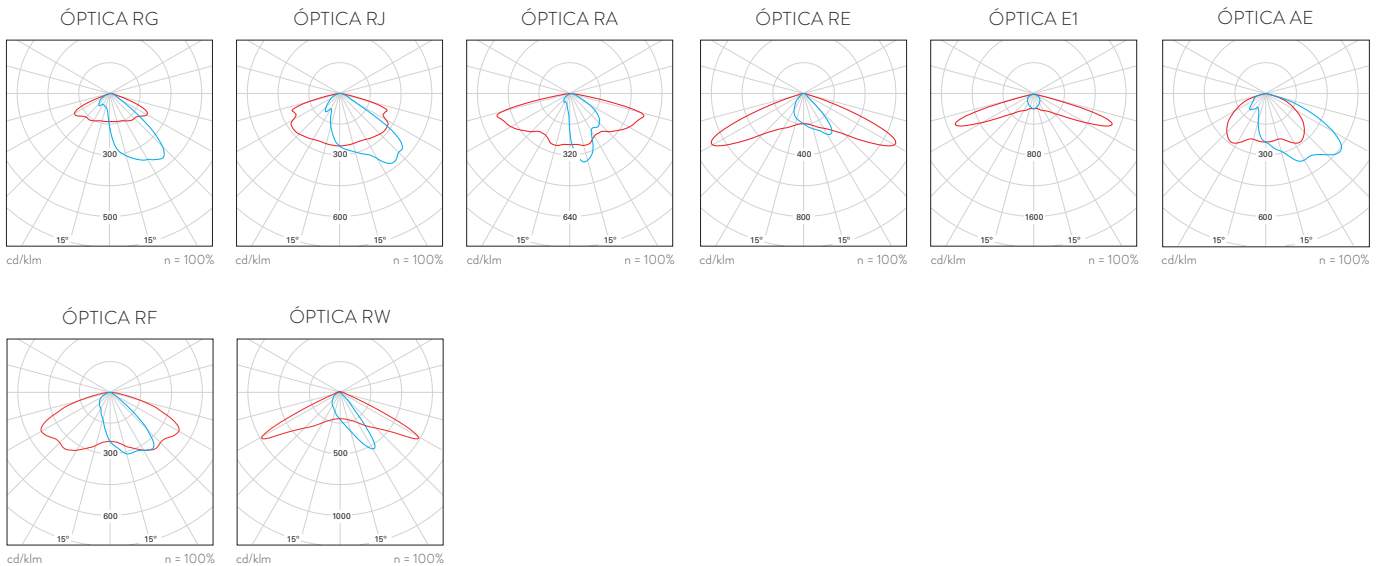 ÓPTICA RG
300
500
15° 15°
cd/klm n = 100%
ÓPTICA RJ
300
600
15° 15°
cd/klm n = 100%
ÓPTICA RA
320
640
15° 15°
cd/klm n = 100%
ÓPTICA RE
400
800
15° 15°
cd/klm n = 100%
ÓPTICA E1
800
1600
15° 15°
cd/klm n = 100%
ÓPTICA AE
300
600
15° 15°
cd/klm n = 100%
ÓPTICA RF
300
600
15° 15°
cd/klm n = 100%
ÓPTICA RW
500
1000
15° 15°
cd/klm n = 100%